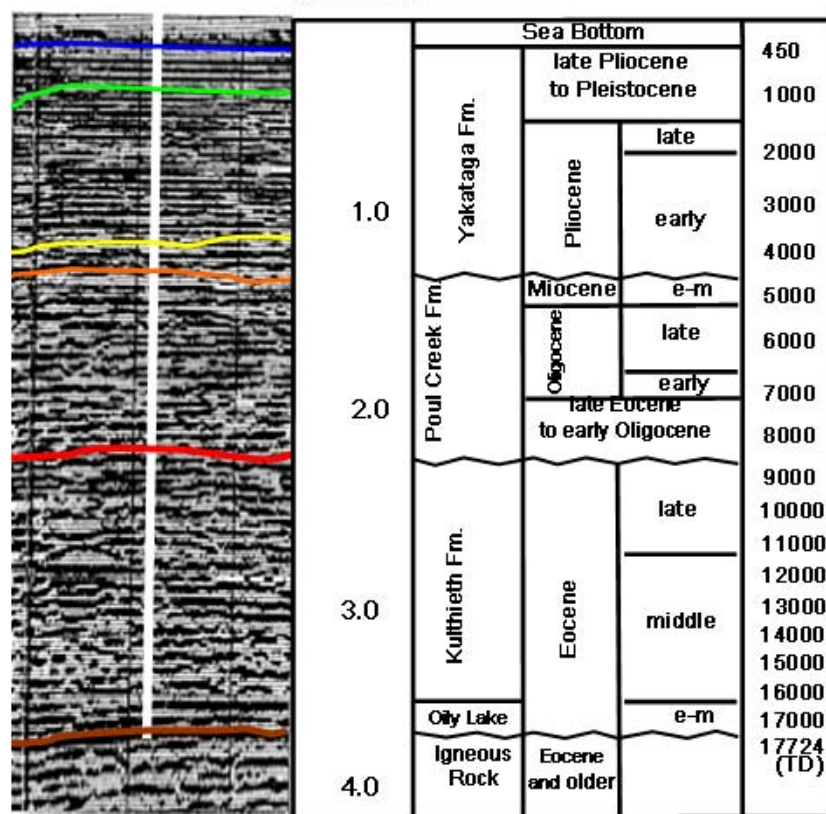 Sea Bottom
450
late Pliocene
to Pleistocene
1000
Yakataga Fm.
late
2000
1.0
Pliocene
early
3000
4000
Miocene
e-m
5000
Poul Creek Fm.
Oligocene
late
6000
early
7000
2.0
late Eocene
to early Oligocene
8000
9000
Kulthieth Fm.
Eocene
late
10000
11000
12000
3.0
middle
13000
14000
15000
16000
Oily Lake
e-m
17000
Igneous
Rock
Eocene
and older
17724
(TD)
4.0